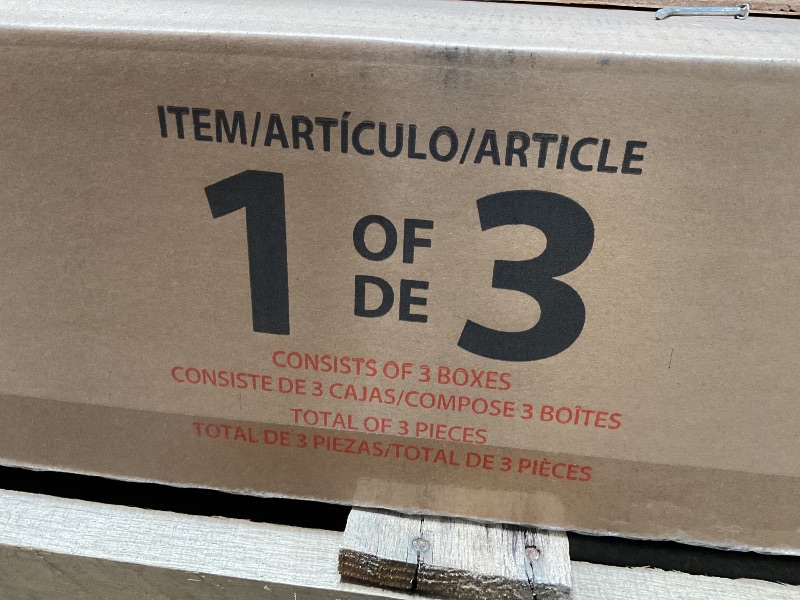 ITEM/ARTÍCULO/ARTICLE
1 OF DE 3
CONSISTS OF 3 BOXES
CONSISTE DE 3 CAJAS/COMPOSE 3 BOÎTES
TOTAL OF 3 PIECES
TOTAL DE 3 PIEZAS/TOTAL DE 3 PIÈCES